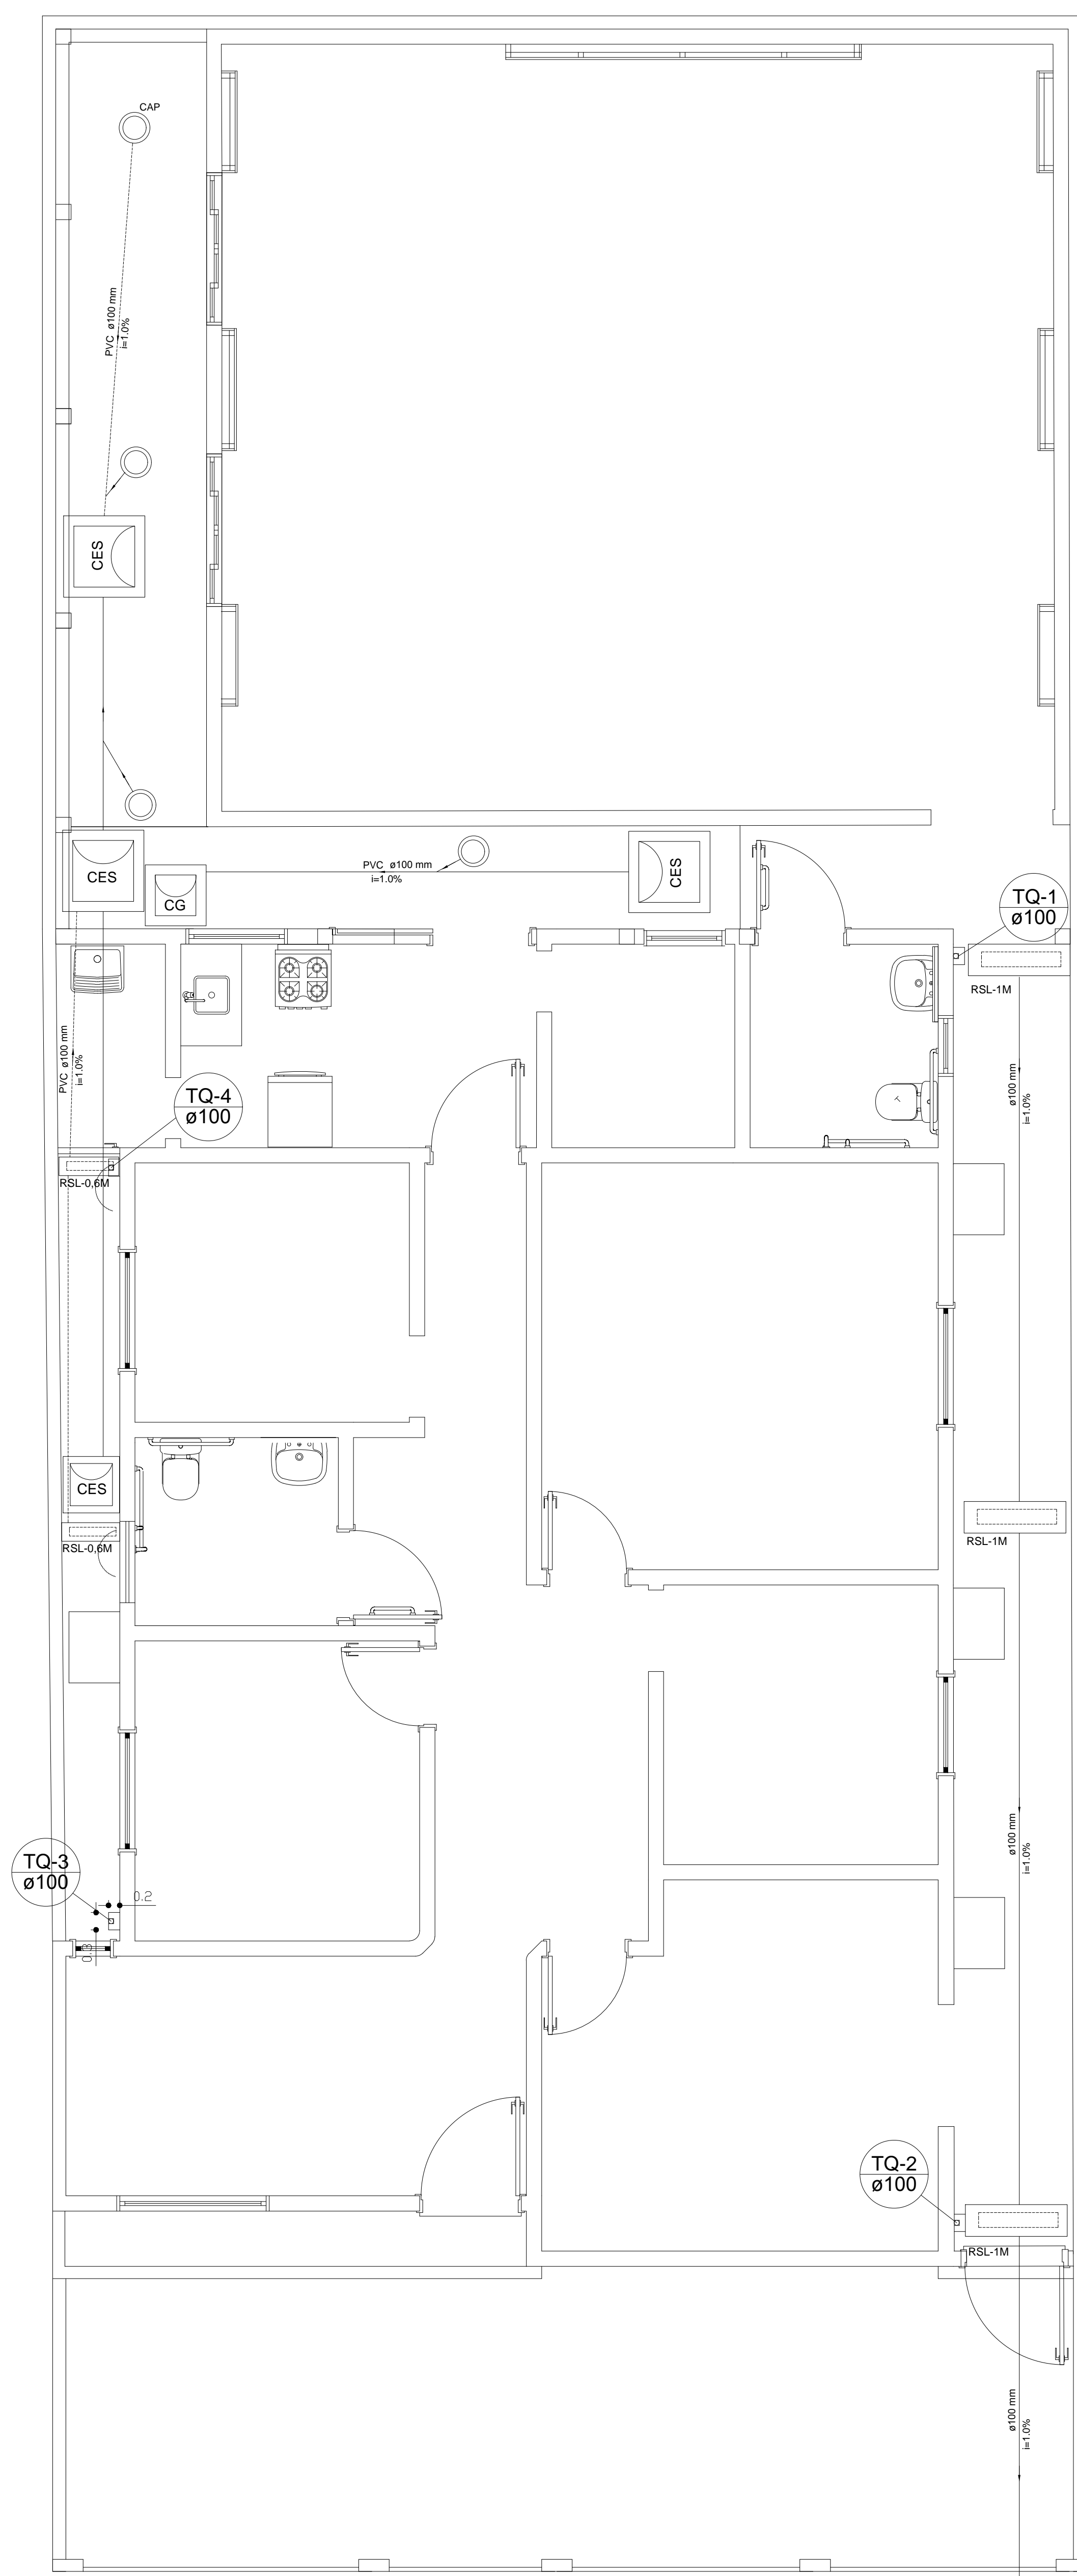 CAP
PVC ø100 mm
i=1.0%
CES
PVC ø100 mm
i=1.0%
CES
CES
CG
TQ-1
ø100
RSL-1M
PVC ø100 mm
i=1.0%
ø100 mm
i=1.0%
TQ-4
ø100
RSL-0,6M
T
CES
RSL-0,6M
RSL-1M
ø100 mm
i=1.0%
TQ-3
ø100
0.2
0.3
TQ-2
ø100
RSL-1M
ø100 mm
i=1.0%